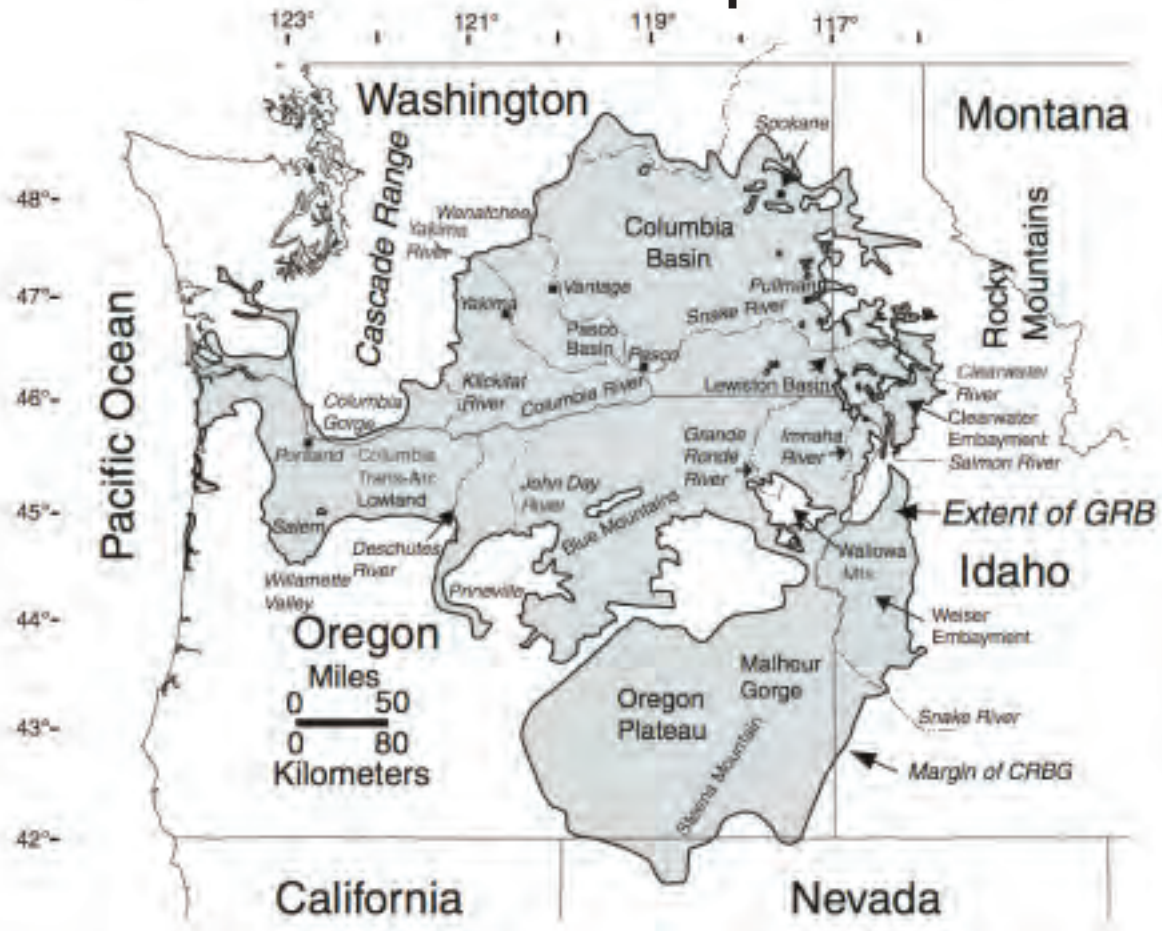 123°
121°
119°
117°
Washington
Montana
Spokane
48°
Cascade Range
Wenatchee
Yakima
River
Columbia
Basin
Rocky
Mountains
47°
Vantage
Pullman
Yakima
Snake River
Pasco
Basin
Pasco
Pacific Ocean
46°
Klickitat
River
Columbia River
Lewiston Basin
Clearwater
River
Columbia
Gorge
Clearwater
Embayment
Grande
Ronde
River
Imnaha
River
Salmon River
Portland
Columbia
Trans-Arc
Lowland
John Day
River
Blue Mountains
45°
Extent of GRB
Salem
Deschutes
River
Wallowa
Mts.
Idaho
Willamette
Valley
Prineville
44°
Weiser
Embayment
Oregon
Miles
0 50
0 80
Kilometers
Malheur
Gorge
Oregon
Plateau
43°
Snake River
Steens Mountain
Margin of CRBG
42°
California
Nevada